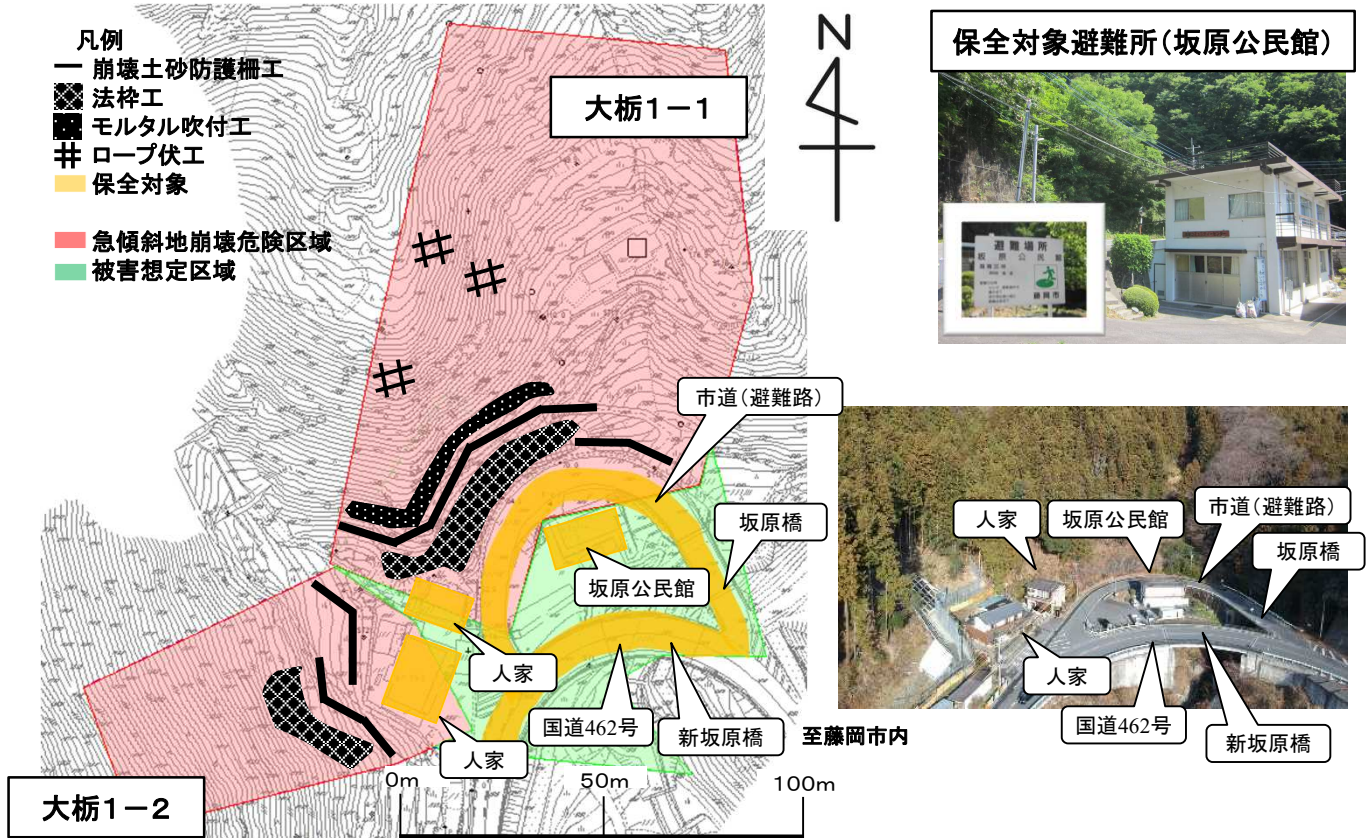 凡例
崩壊土砂防護柵工
法枠工
モルタル吹付工
ロープ伏工
保全対象
急傾斜地崩壊危険区域
被害想定区域
大栃1-1
N
保全対象避難所(坂原公民館)
避難場所
坂原公民館
藤岡市
市道(避難路)
坂原橋
坂原公民館
人家
人家
国道462号
新坂原橋
至藤岡市内
大栃1-2
0m
50m
100m
人家
坂原公民館
市道(避難路)
坂原橋
人家
国道462号
新坂原橋